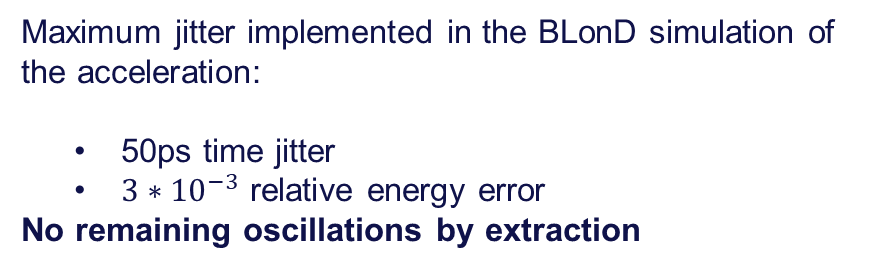 Maximum jitter implemented in the BLonD simulation of
the acceleration:
• 50ps time jitter
• 3 * 10⁻³ relative energy error
No remaining oscillations by extraction